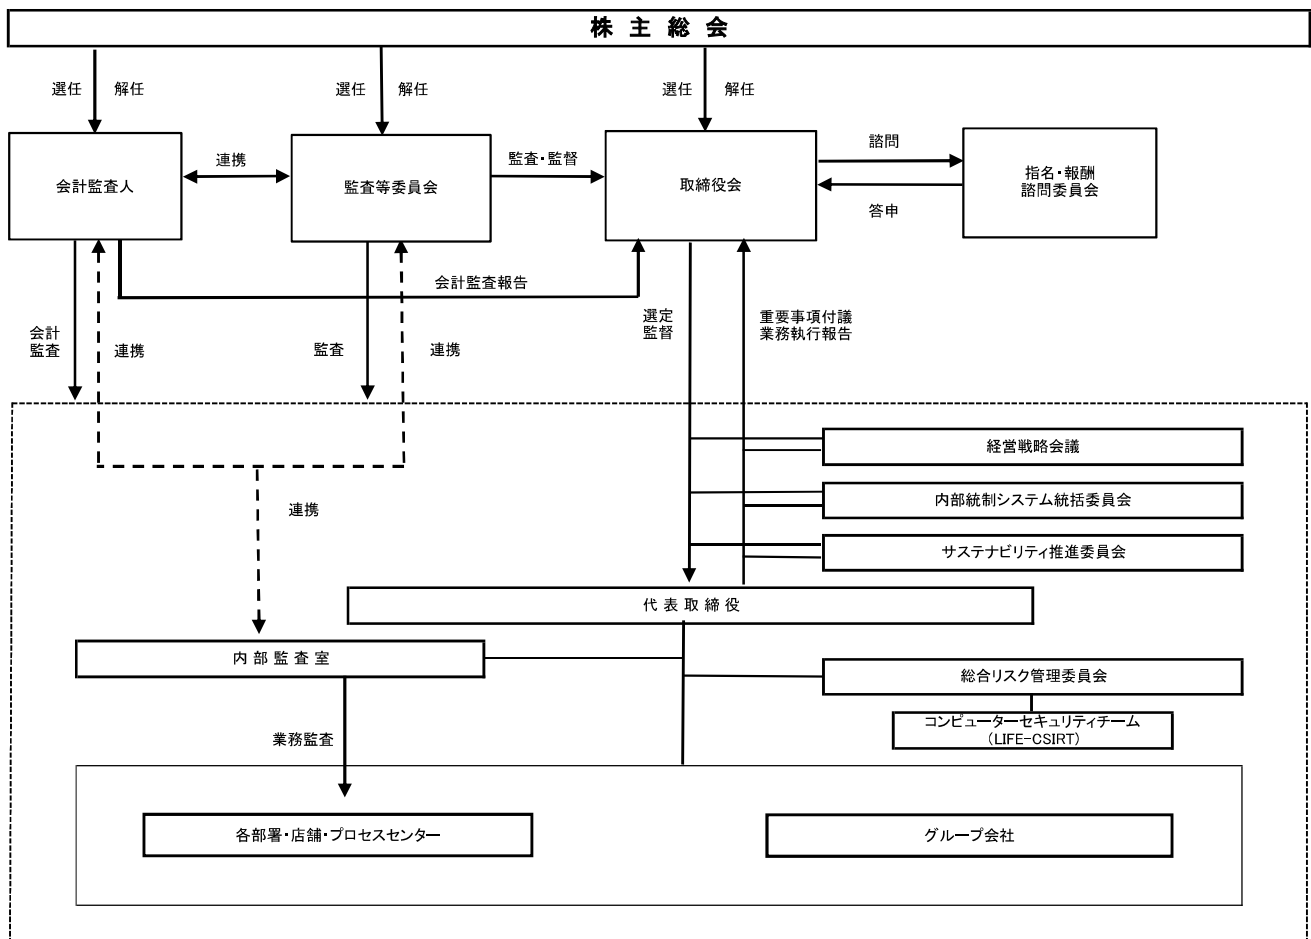 株 主 総 会
選任
解任
選任
解任
選任
解任
会計監査人
連携
監査等委員会
監査・監督
取締役会
諮問
答申
指名・報酬
諮問委員会
会計監査報告
会計
監査
連携
監査
連携
選定
監督
重要事項付議
業務執行報告
経営戦略会議
内部統制システム統括委員会
サステナビリティ推進委員会
連携
代 表 取 締 役
内 部 監 査 室
総合リスク管理委員会
コンピューターセキュリティチーム
(LIFE-CSIRT)
業務監査
各部署・店舗・プロセスセンター
グループ会社